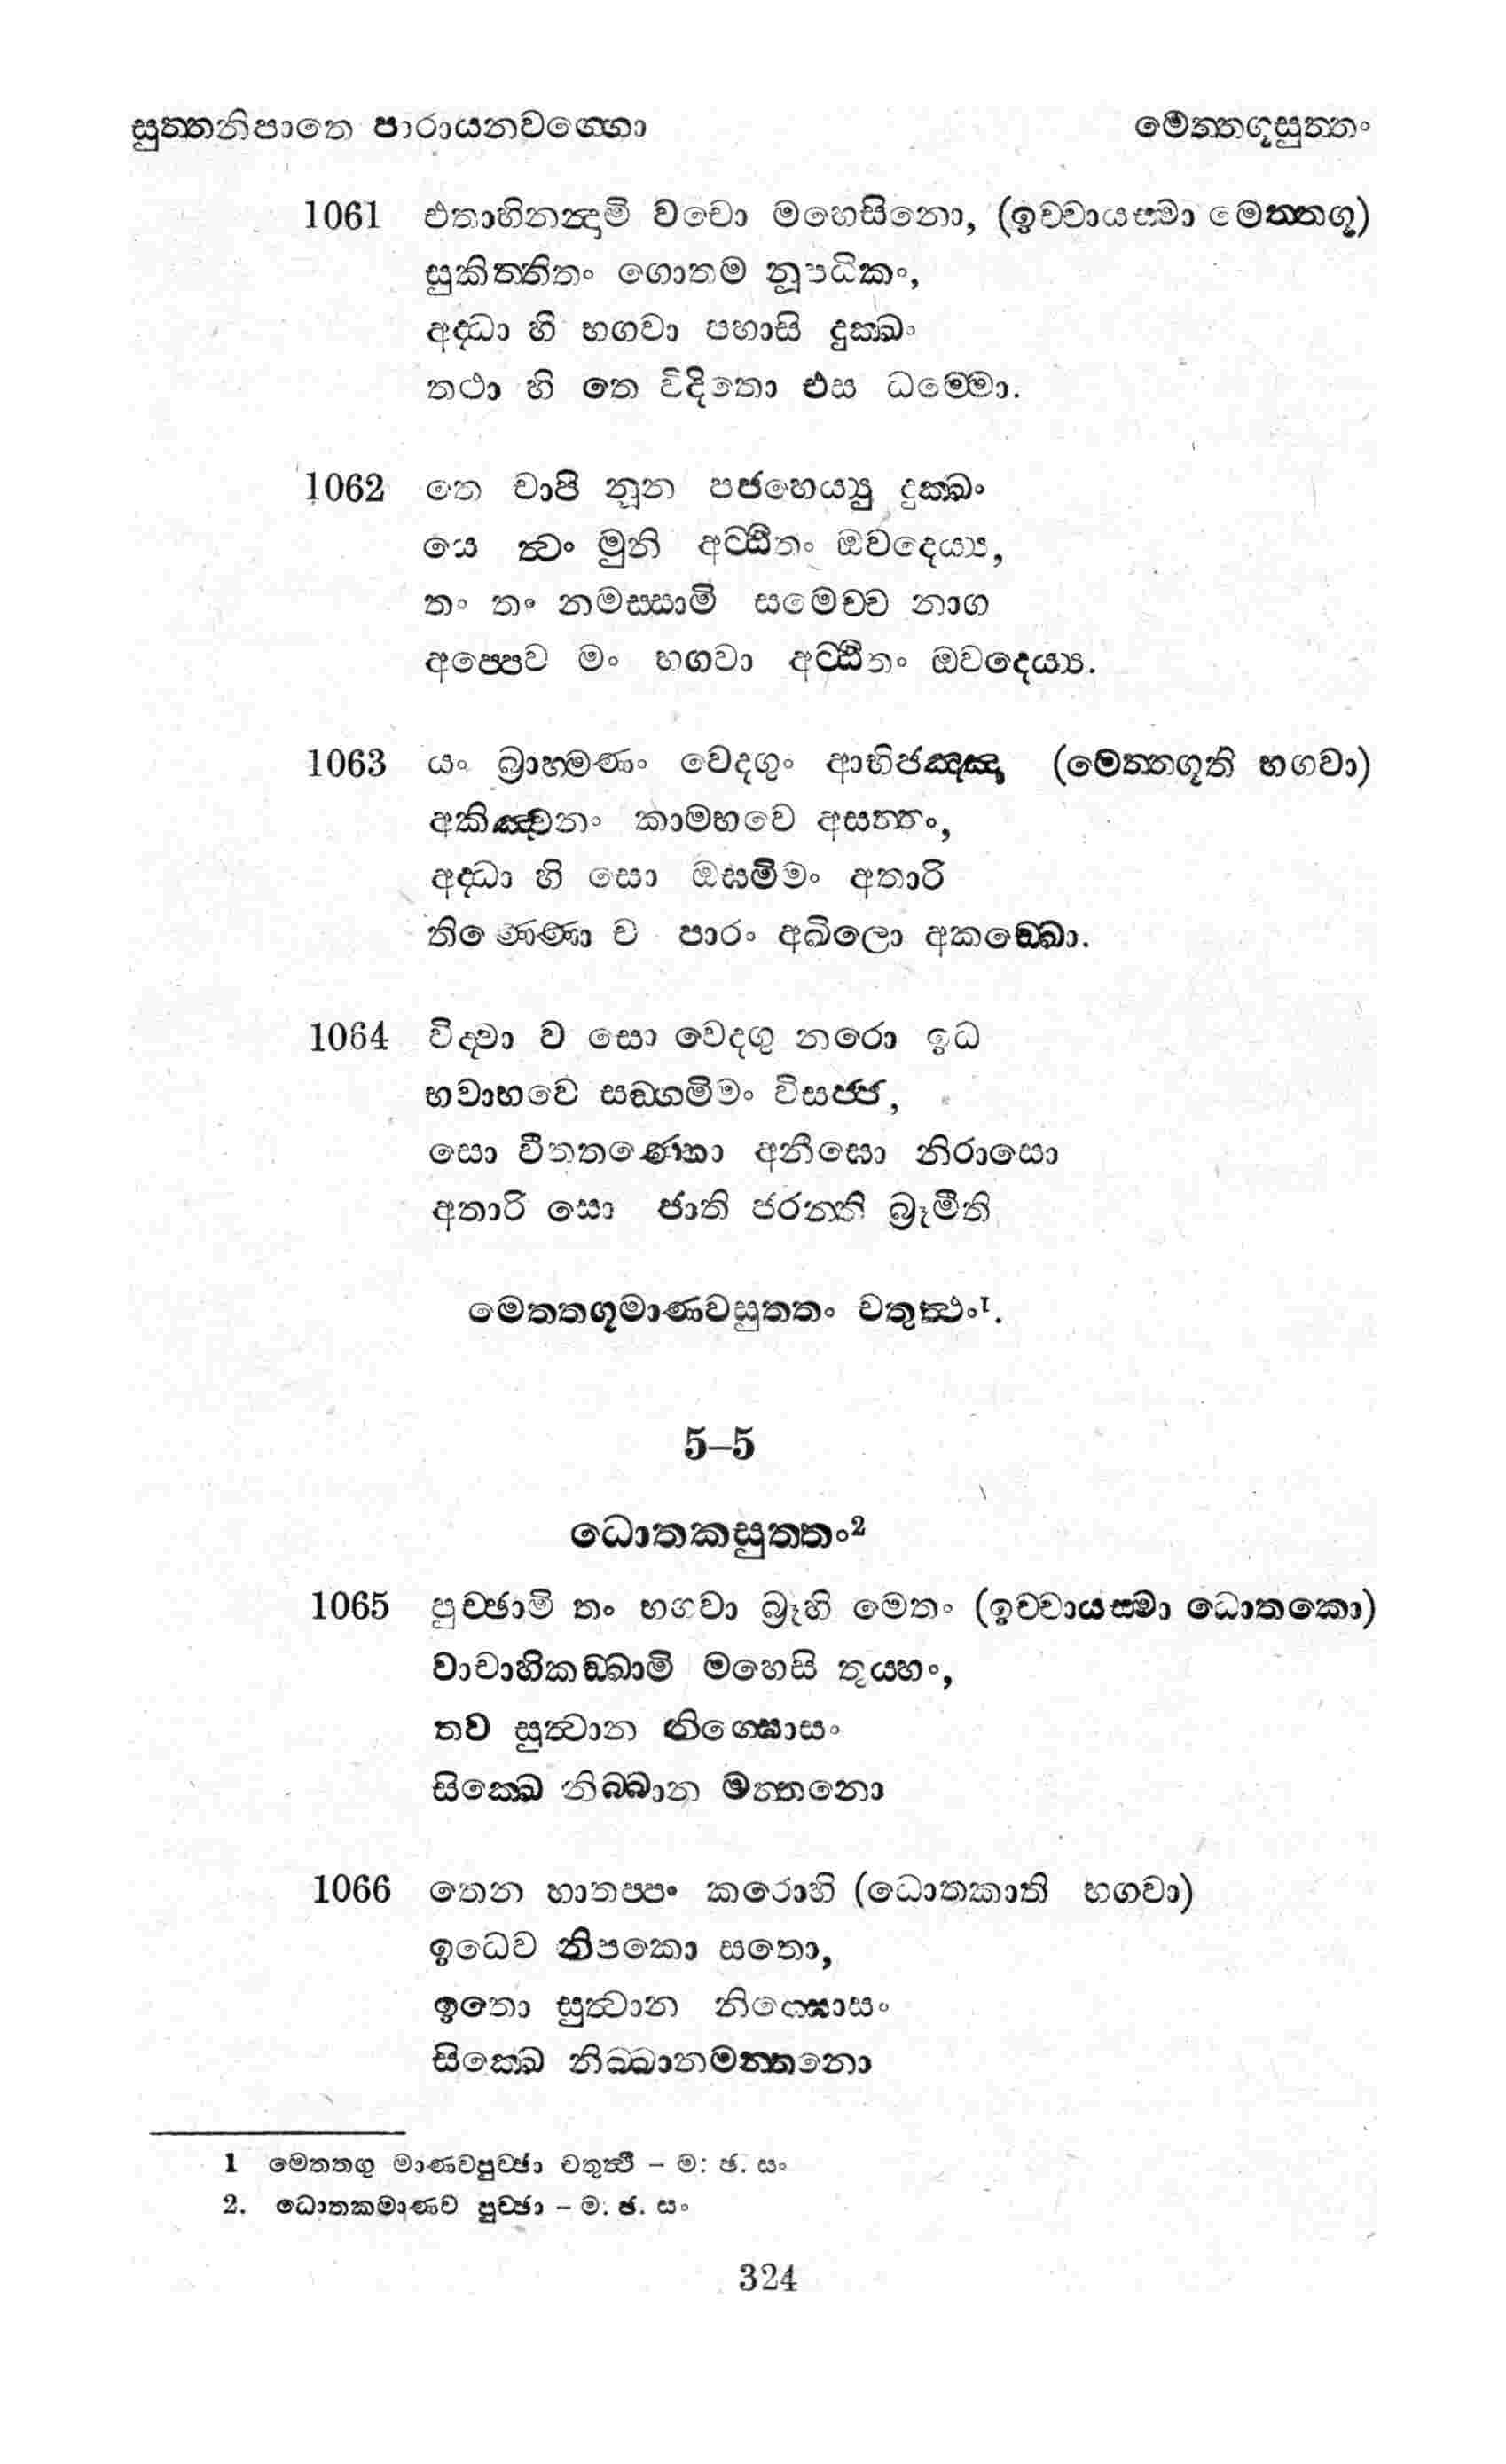 සුත්තනිපාතෙ පාරායනවග්ගො මෙත්තගූසුත්තං
1061 එතාභිනන්දාමි වචො මහෙසිනො, (ඉච්චායස්මා මෙත්තගූ)
සුකිත්තිතං ගොතම නූපධිකං,
අද්ධා හි භගවා පහාසි දුක්ඛං
තථා හි තෙ විදිතො එස ධම්මො.
1062 තෙ චාපි නූන පජහෙය්‍යු දුක්ඛං
යෙ ත්‍වං මුනි අට්ඨිතං ඔවදෙය්‍ය,
තං තං නමස්සාමි සමෙච්ච නාග
අප්පෙව මං භගවා අට්ඨිතං ඔවදෙය්‍ය.
1063 යං බ්‍රාහ්මණං වෙදගුං ආභිජඤ්ඤා (මෙත්තගූති භගවා)
අකිඤ්චනං කාමභවෙ අසත්තං,
අද්ධා හි සො ඔඝමිමං අතාරි
තිණ්ණො ච පාරං අඛිලො අකඞ්ඛො.
1064 විද්‍වා ච සො වෙදගු නරො ඉධ
භවාභවෙ සඞ්ගමිමං විසජ්ජ,
සො වීතතණ්හො අනීඝො නිරාසො
අතාරි සො ජාති ජරන්ති බ්‍රූමීති
මෙතතගූමාණවසුතතං චතුත්‍ථං1.
5–5
ධොතකසුතතං2
1065 පුච්ඡාමි තං භගවා බ්‍රූහි මෙතං (ඉච්චායස්මා ධොතකො)
වාචාභිකඞ්ඛාමි මහෙසි තුය්හං,
තව සුත්‍වාන නිග්ඝොසං
සික්ඛෙ නිබ්බාන මත්තනො
1066 තෙන හාතප්පං කරොහි (ධොතකාති භගවා)
ඉධෙව නිපකො සතො,
ඉතො සුත්‍වාන නිග්ඝොසං
සික්ඛෙ නිබ්බානමත්තනො
1 මෙතතගු මාණවපුච්ඡා චතුත්‍ථී – ම: ඡ. සං
2. ධොතකමාණව පුච්ඡා – ම: ඡ. සං
324